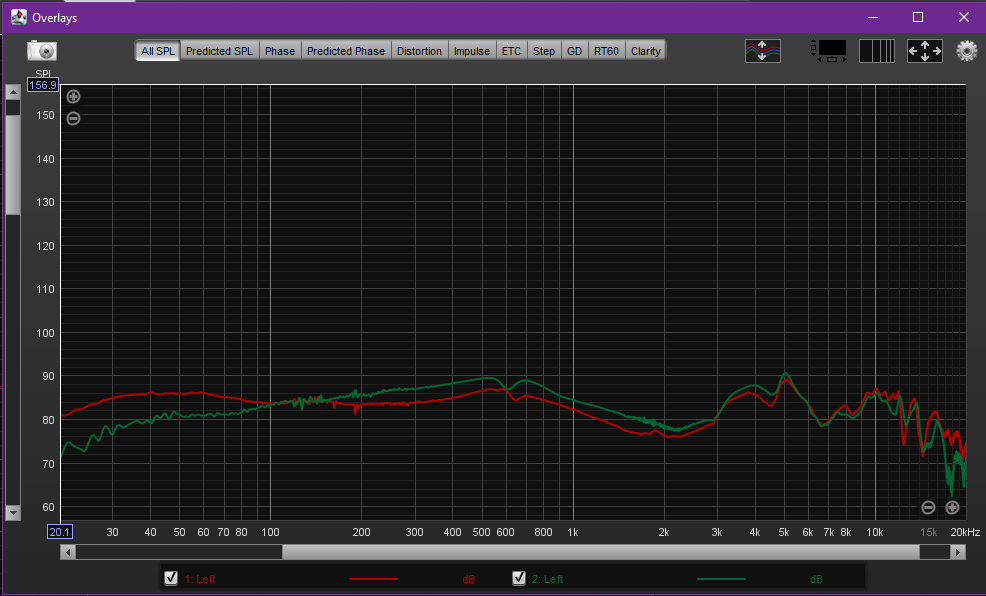 Overlays
All SPL Predicted SPL Phase Predicted Phase Distortion Impulse ETC Step GD RT60 Clarity
SPL
156.9
150
140
130
120
110
100
90
80
70
60
20.1 30 40 50 60 70 80 100 200 300 400 500 600 800 1k 2k 3k 4k 5k 6k 7k 8k 10k 15k 20kHz
1: Left dB 2: Left dB